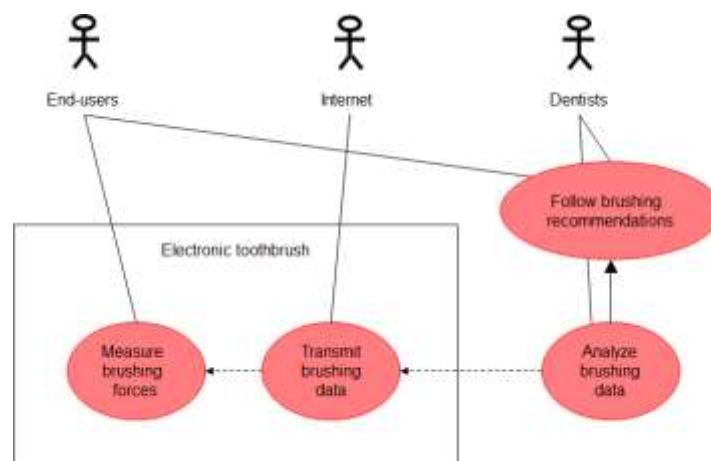 End-users
Internet
Dentists
Follow brushing
recommendations
Electronic toothbrush
Measure
brushing
forces
Transmit
brushing
data
Analyze
brushing
data